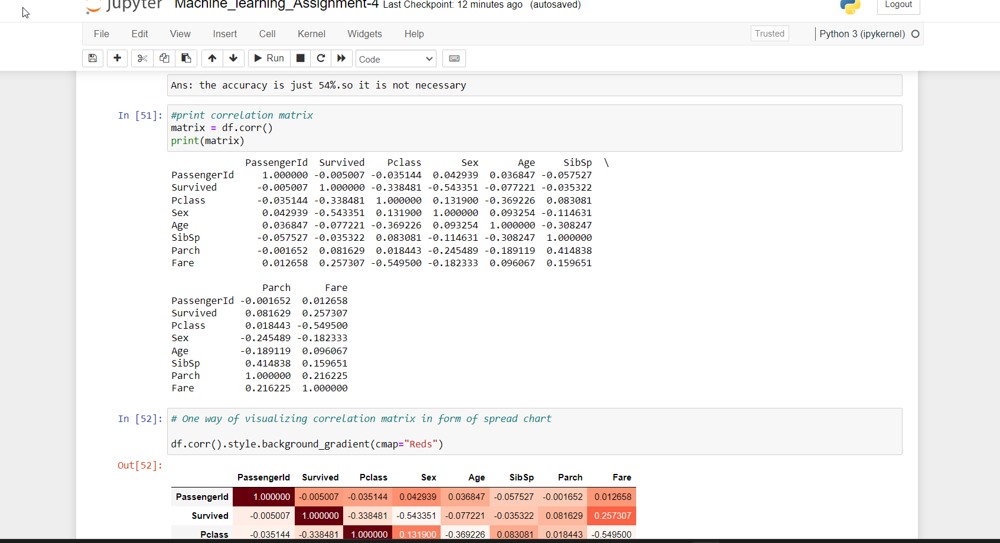 jupyter Machine_learning_Assignment-4 Last Checkpoint: 12 minutes ago (autosaved) Logout
File Edit View Insert Cell Kernel Widgets Help Trusted Python 3 (ipykernel)
Run Code
Ans: the accuracy is just 54%.so it is not necessary
In [51]: #print correlation matrix
matrix = df.corr()
print(matrix)
PassengerId Survived Pclass Sex Age SibSp \
PassengerId 1.000000 -0.005007 -0.035144 0.042939 0.036847 -0.057527
Survived -0.005007 1.000000 -0.338481 -0.543351 -0.077221 -0.035322
Pclass -0.035144 -0.338481 1.000000 0.131900 -0.369226 0.083081
Sex 0.042939 -0.543351 0.131900 1.000000 0.093254 -0.114631
Age 0.036847 -0.077221 -0.369226 0.093254 1.000000 -0.308247
SibSp -0.057527 -0.035322 0.083081 -0.114631 -0.308247 1.000000
Parch -0.001652 0.081629 0.018443 -0.245489 -0.189119 0.414838
Fare 0.012658 0.257307 -0.549500 -0.182333 0.096067 0.159651
Parch Fare
PassengerId -0.001652 0.012658
Survived 0.081629 0.257307
Pclass 0.018443 -0.549500
Sex -0.245489 -0.182333
Age -0.189119 0.096067
SibSp 0.414838 0.159651
Parch 1.000000 0.216225
Fare 0.216225 1.000000
In [52]: # One way of visualizing correlation matrix in form of spread chart
df.corr().style.background_gradient(cmap="Reds")
Out[52]:
PassengerId Survived Pclass Sex Age SibSp Parch Fare
PassengerId 1.000000 -0.005007 -0.035144 0.042939 0.036847 -0.057527 -0.001652 0.012658
Survived -0.005007 1.000000 -0.338481 -0.543351 -0.077221 -0.035322 0.081629 0.257307
Pclass -0.035144 -0.338481 1.000000 0.131900 -0.369226 0.083081 0.018443 -0.549500